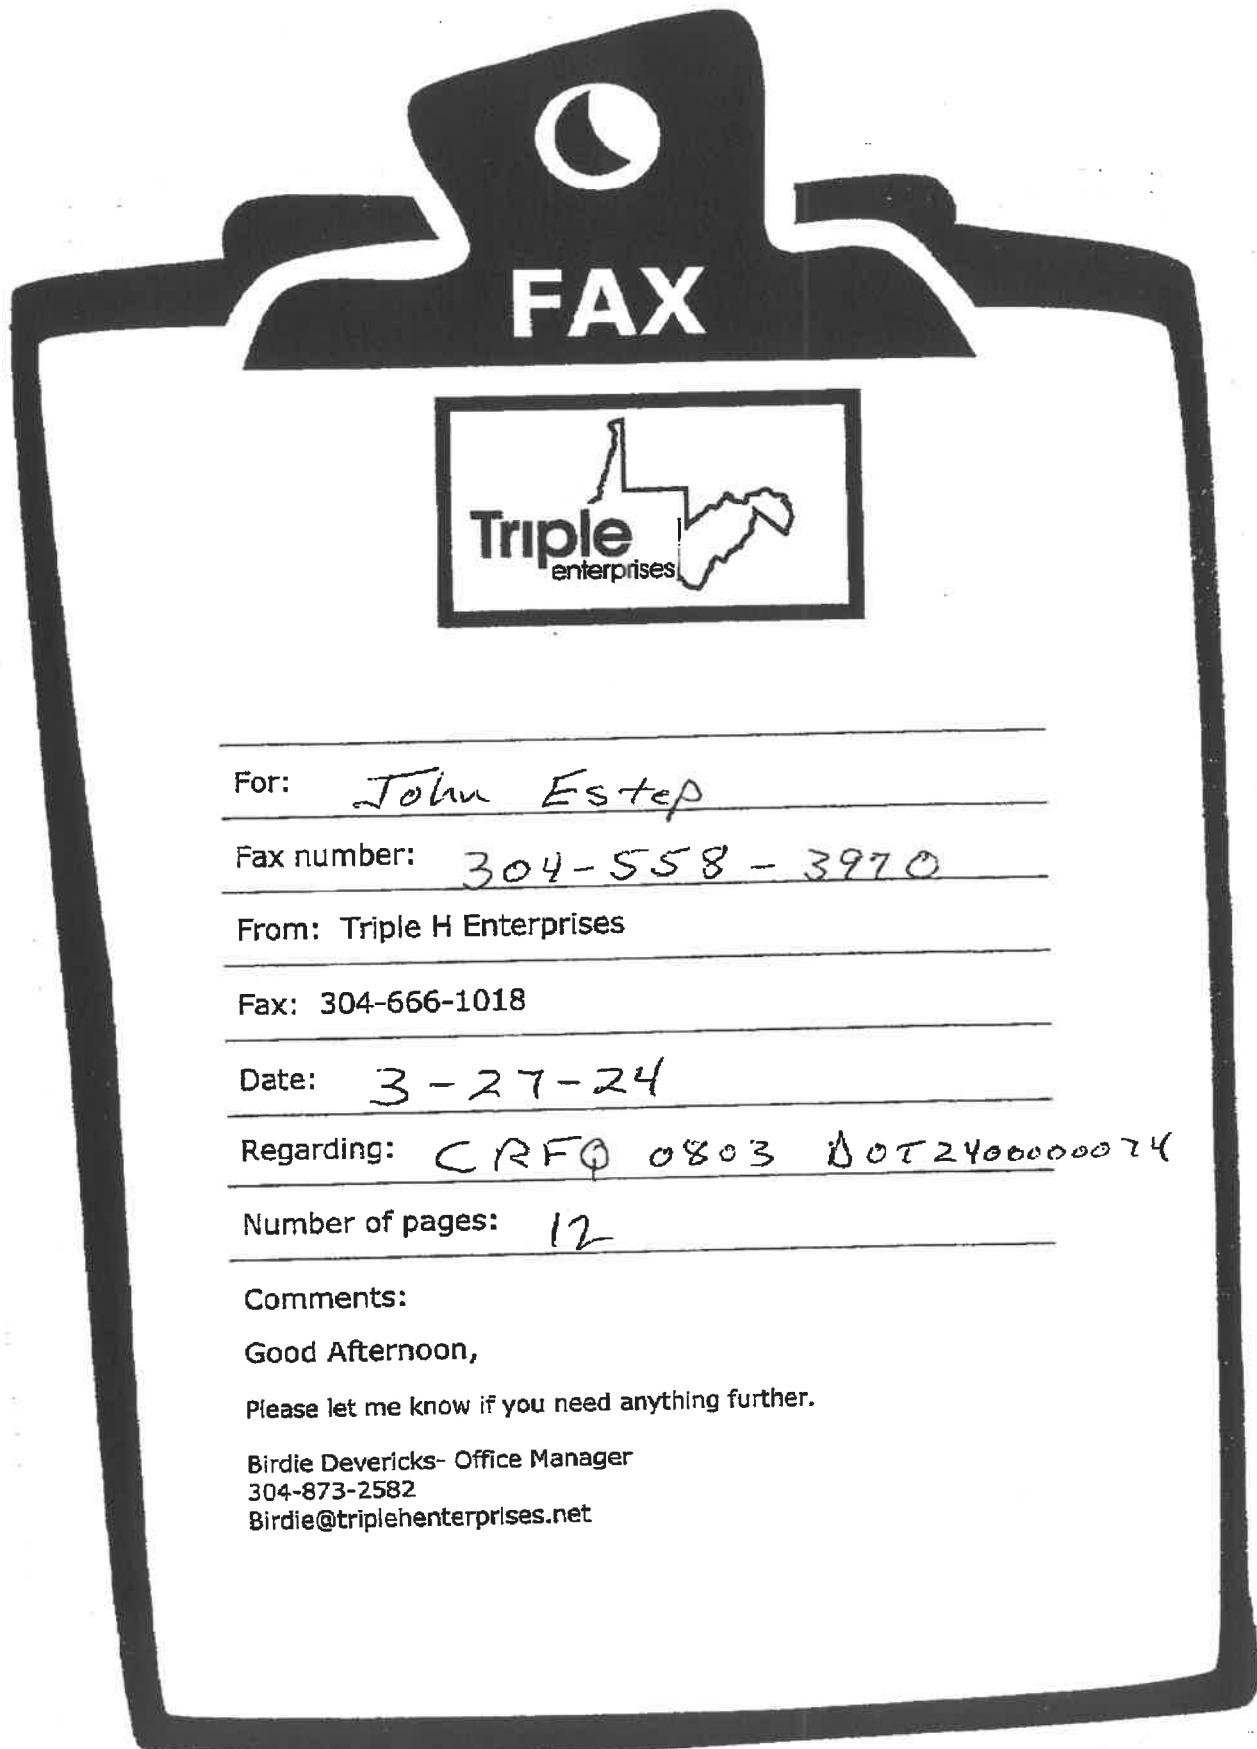 FAX
Triple
enterprises
For: John Estep
Fax number: 304-558-3970
From: Triple H Enterprises
Fax: 304-666-1018
Date: 3-27-24
Regarding: CRFQ 0803 DOT2400000074
Number of pages: 12
Comments:
Good Afternoon,
Please let me know if you need anything further.
Birdie Devericks- Office Manager
304-873-2582
Birdie@triplehenterprises.net